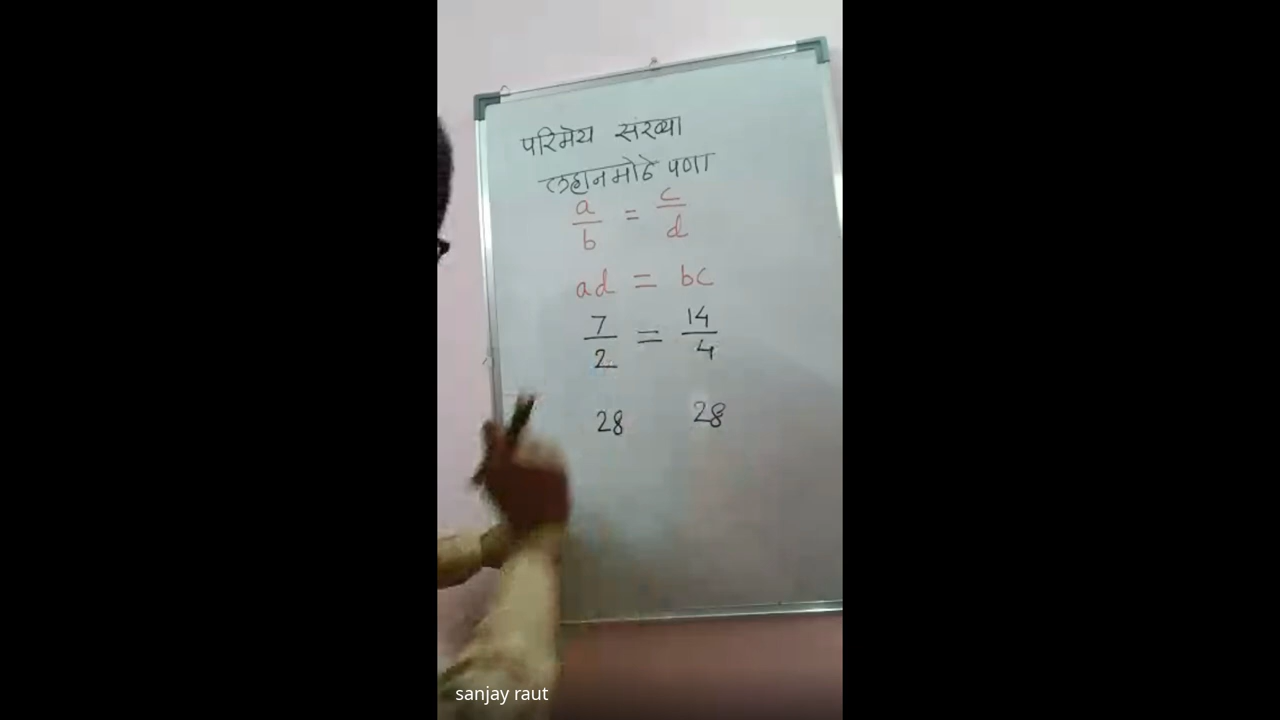 परिमेय संख्या
लहानमोठे पणा
a/b = c/d
ad = bc
7/2 = 14/4
28 28
sanjay raut